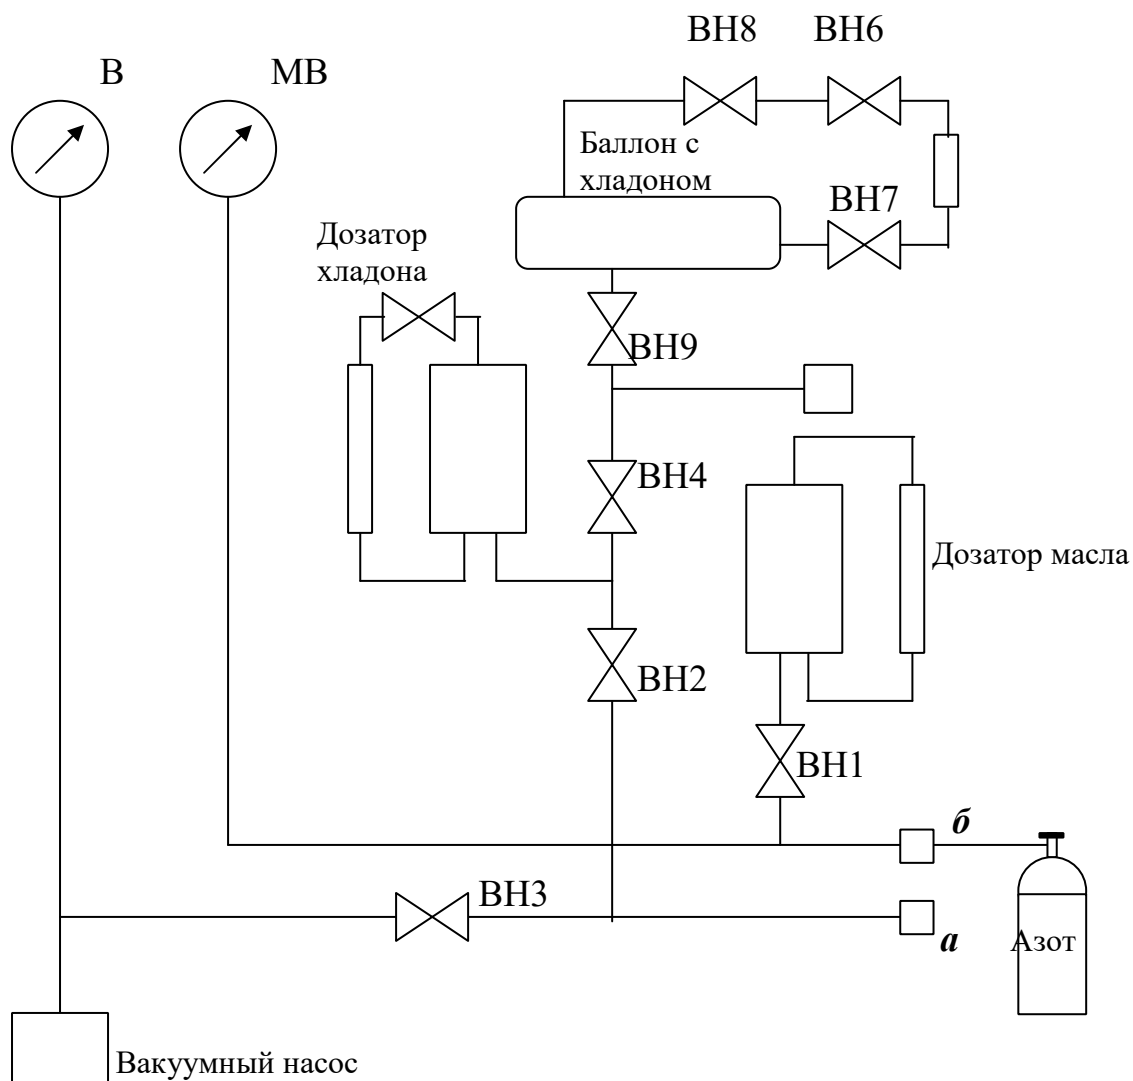 ВН8
ВН6
В
МВ
Баллон с
хладоном
ВН7
Дозатор
хладона
ВН9
ВН4
Дозатор масла
ВН2
ВН1
б
ВН3
а
Азот
Вакуумный насос